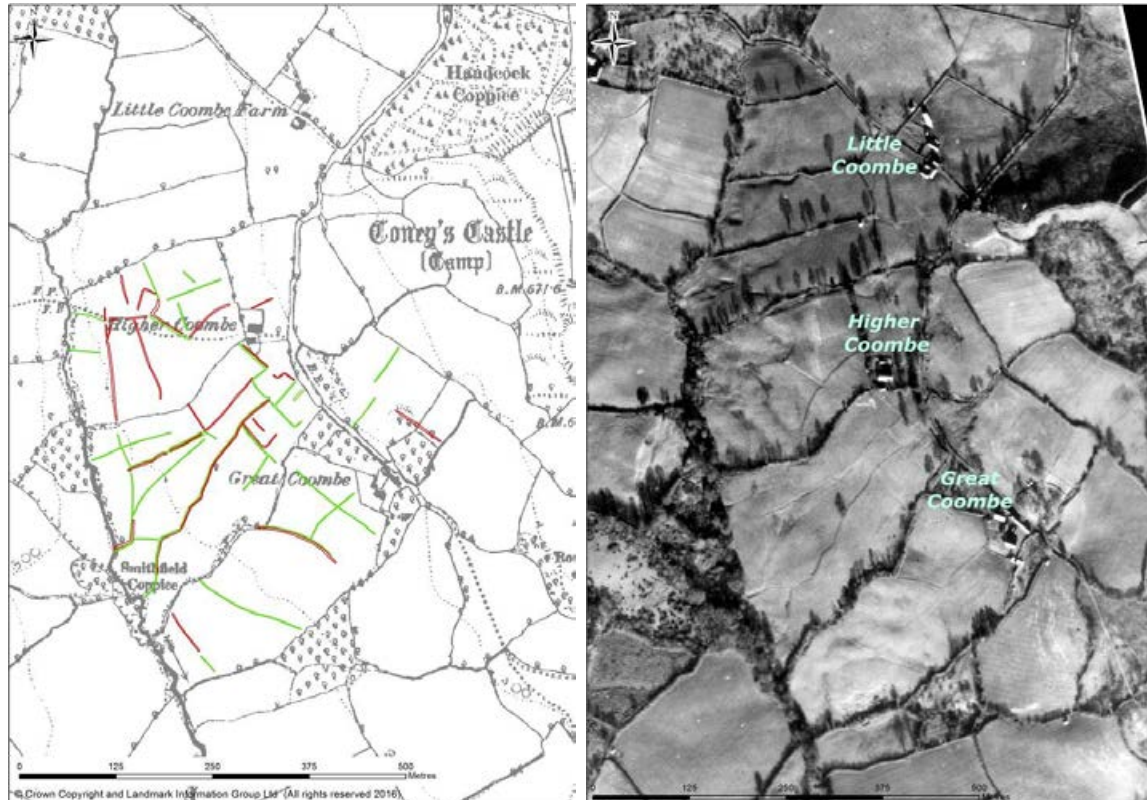 N
Handcock
Coppice
Little Coombe Farm
Coney's Castle
(Camp)
B.M. 671·6
F.P.
Higher Coombe
B.M. 6
Great Coombe
Smithfield
Coppice
0 125 250 375 500
Metres
© Crown Copyright and Landmark Information Group Ltd (All rights reserved 2016)
N
Little
Coombe
Higher
Coombe
Great
Coombe
0 125 250 375 500